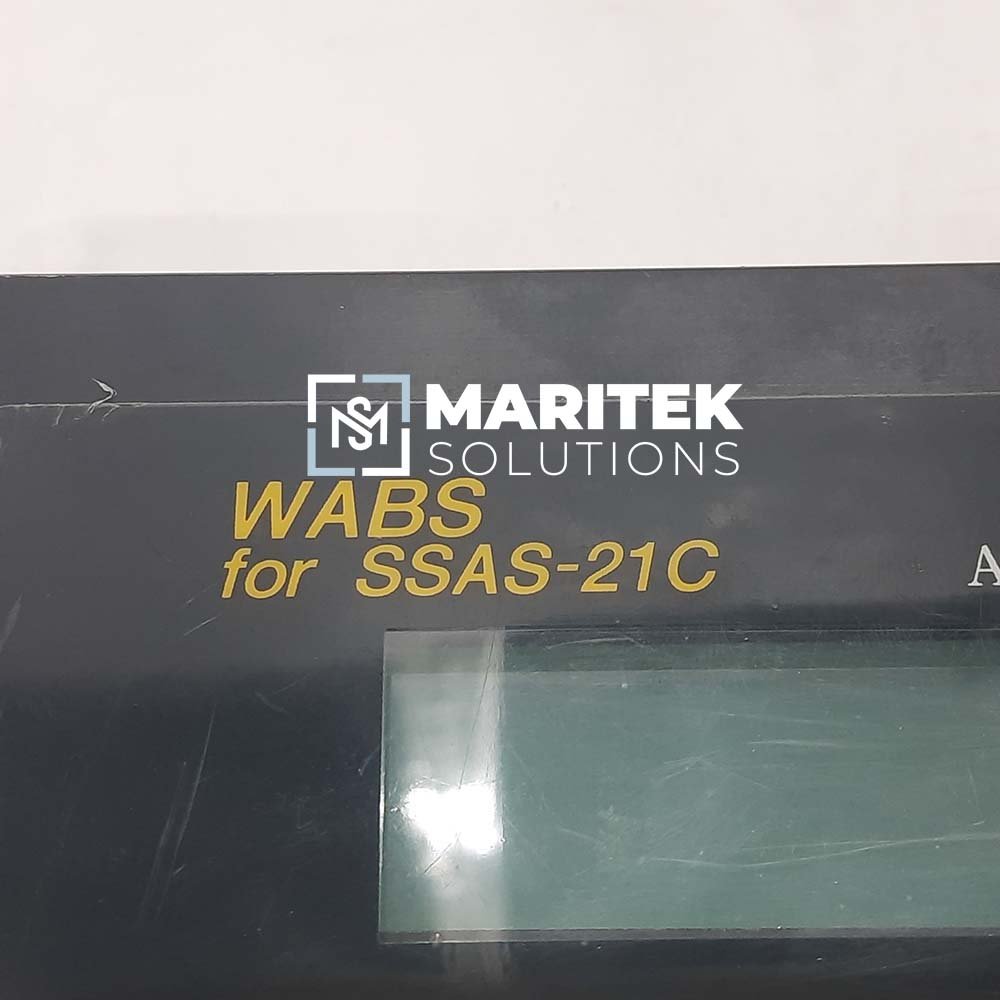 MARITEK
SOLUTIONS
WABS
for SSAS-21C
A